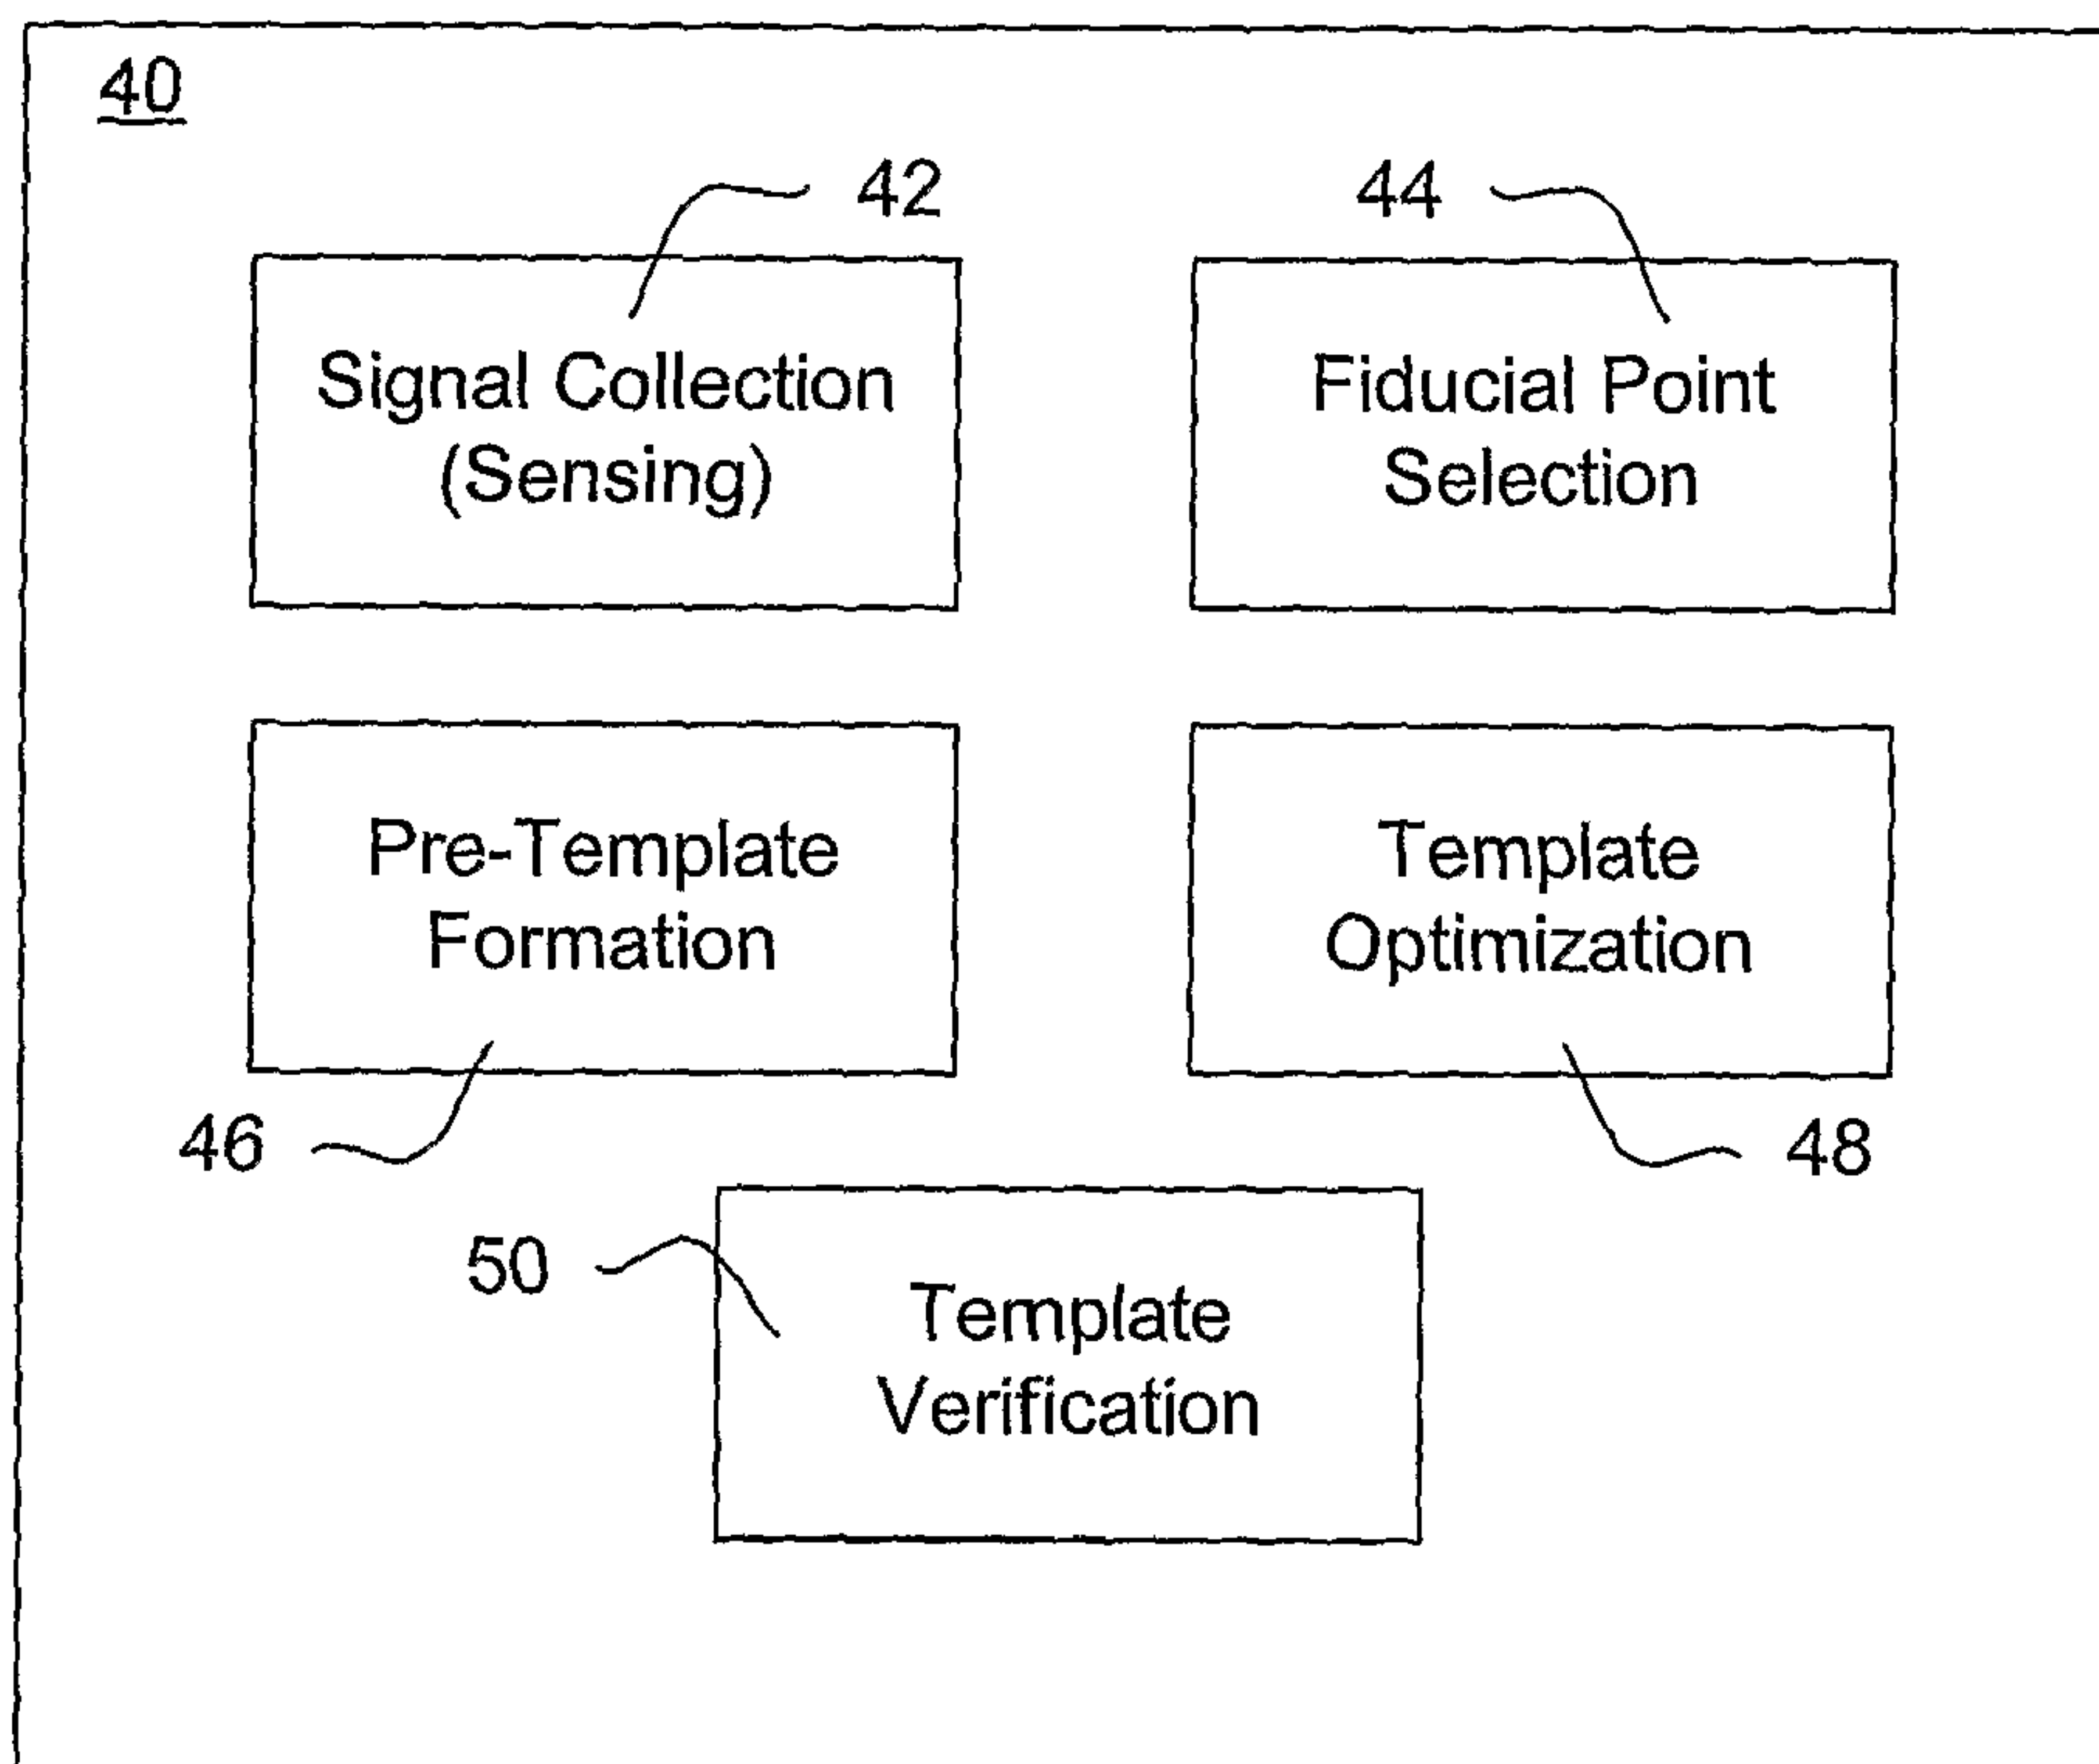 40
42
44
Signal Collection
(Sensing)
Fiducial Point
Selection
Pre-Template
Formation
Template
Optimization
46
48
50
Template
Verification